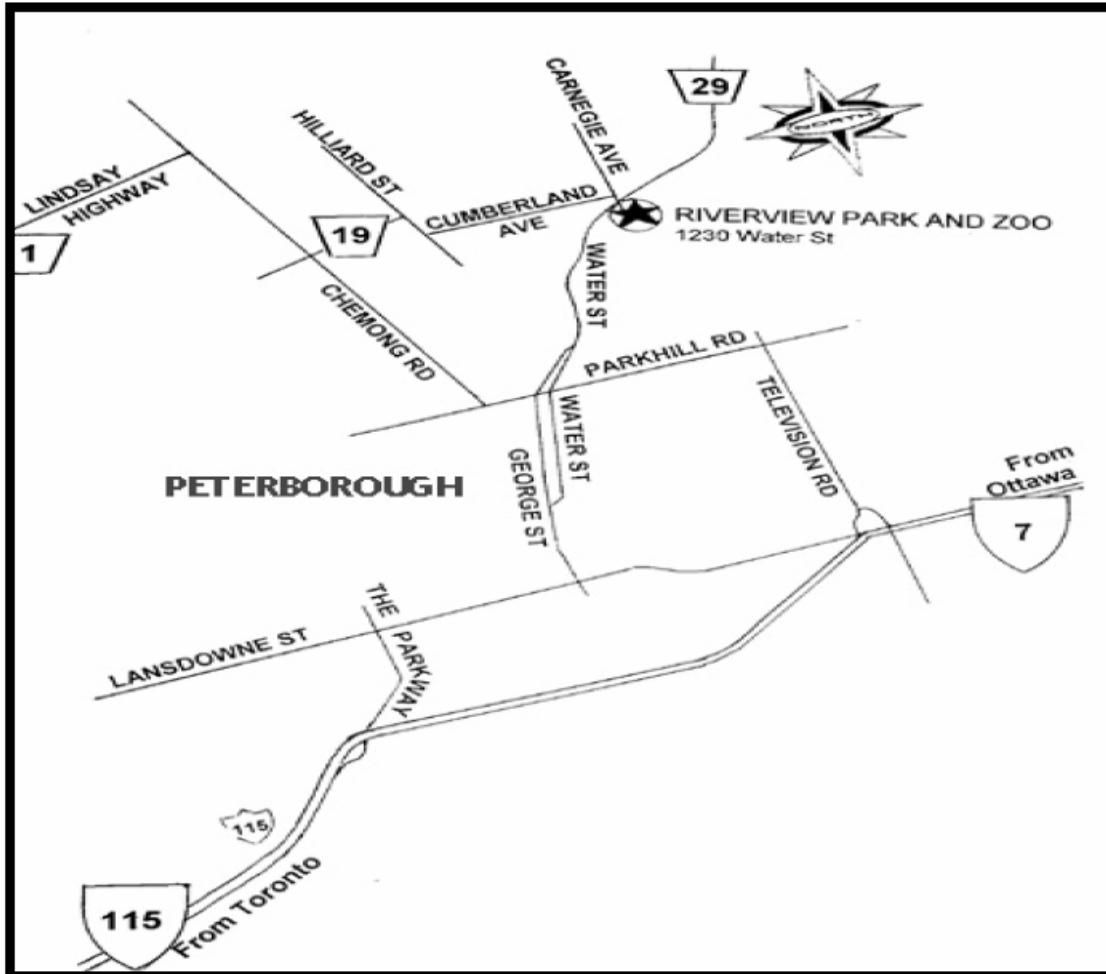 CARNEGIE AVE
29
NORTH
HILLIARD ST
LINDSAY
HIGHWAY
1
19
CUMBERLAND
AVE
RIVERVIEW PARK AND ZOO
1230 Water St
WATER ST
CHEMONG RD
PARKHILL RD
TELEVISION RD
WATER ST
GEORGE ST
PETERBOROUGH
From
Ottawa
7
THE PARKWAY
LANSDOWNE ST
115
115
From Toronto